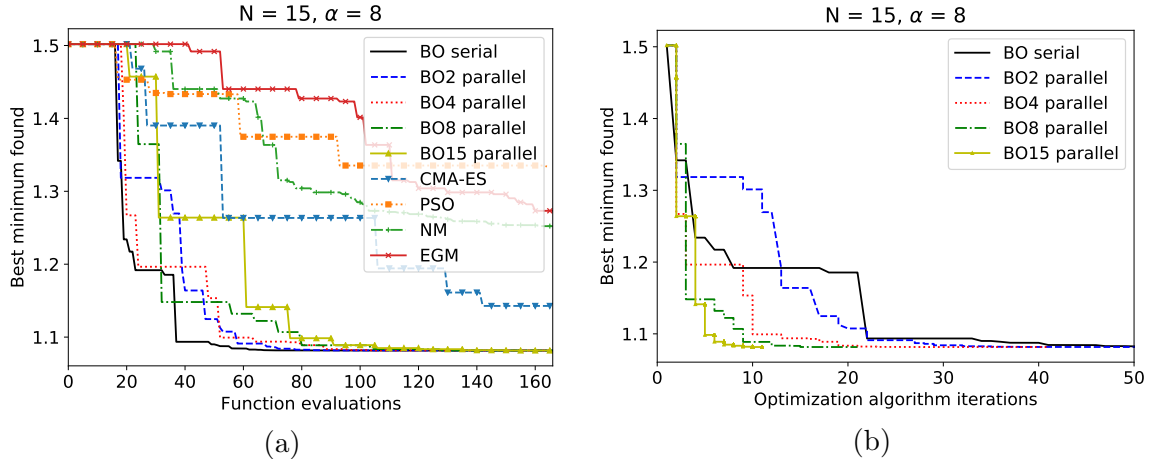 N = 15, α = 8
Best minimum found
1.5
1.4
1.3
1.2
1.1
0 20 40 60 80 100 120 140 160
Function evaluations
BO serial
BO2 parallel
BO4 parallel
BO8 parallel
BO15 parallel
CMA-ES
PSO
NM
EGM
(a)
N = 15, α = 8
Best minimum found
1.5
1.4
1.3
1.2
1.1
0 10 20 30 40 50
Optimization algorithm iterations
BO serial
BO2 parallel
BO4 parallel
BO8 parallel
BO15 parallel
(b)